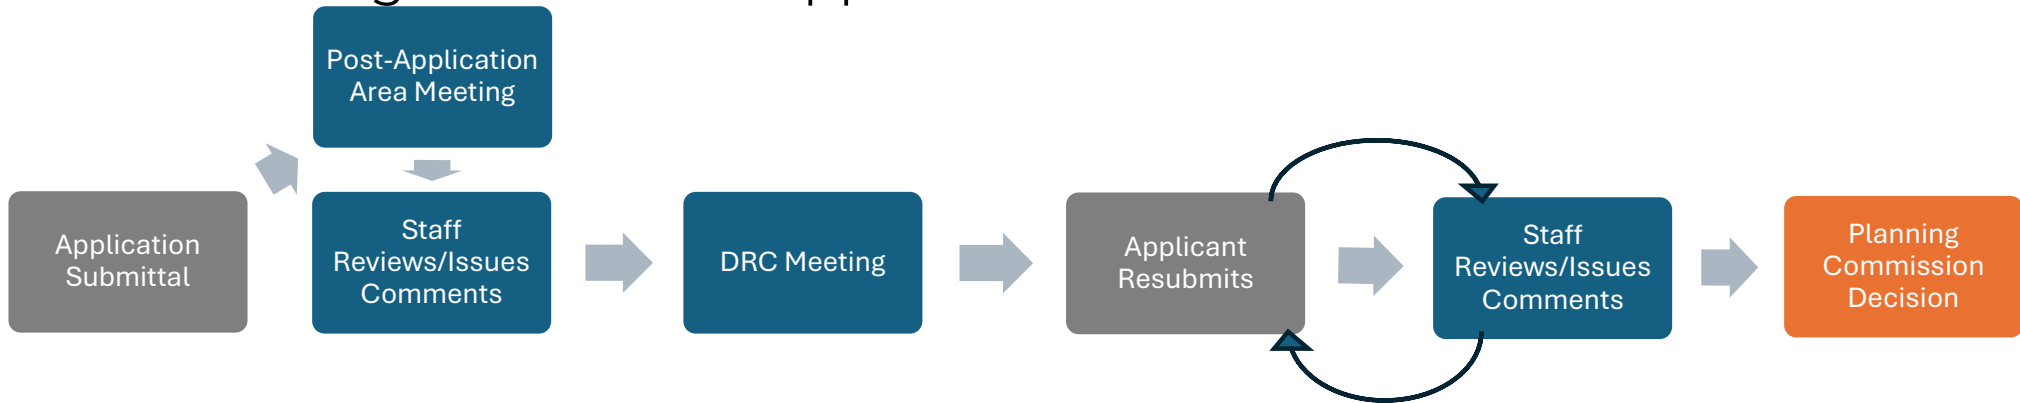 Post-Application
Area Meeting
Application
Submittal
Staff
Reviews/Issues
Comments
DRC Meeting
Applicant
Resubmits
Staff
Reviews/Issues
Comments
Planning
Commission
Decision